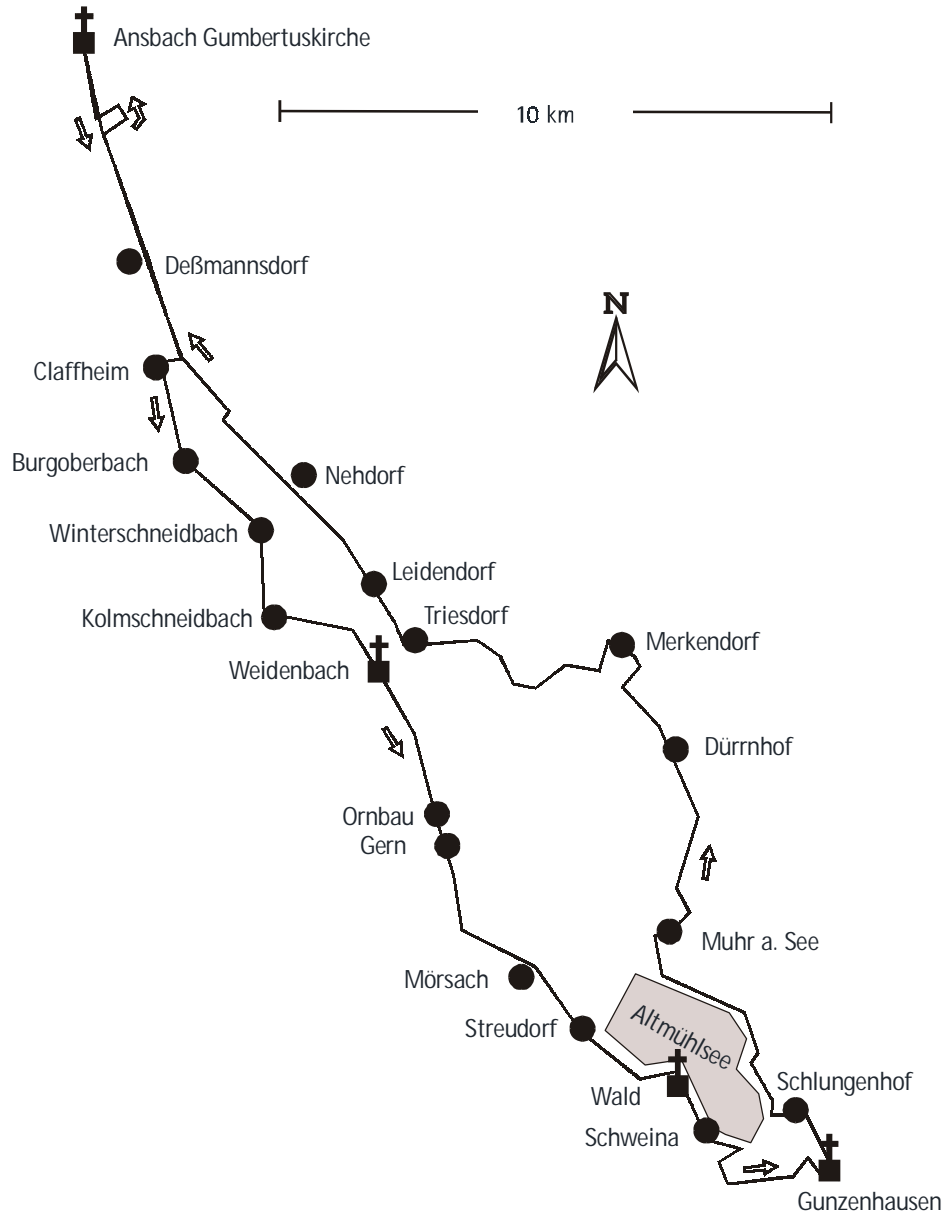 Ansbach Gumbertuskirche
10 km
Deßmannsdorf
N
Claffheim
Burgoberbach
Nehdorf
Winterschneidbach
Leidendorf
Triesdorf
Kolmschneidbach
Merkendorf
Weidenbach
Dürrnhof
Ornbau
Gern
Muhr a. See
Mörsach
Streudorf
Altmühlsee
Schlungenhof
Wald
Schweina
Gunzenhausen